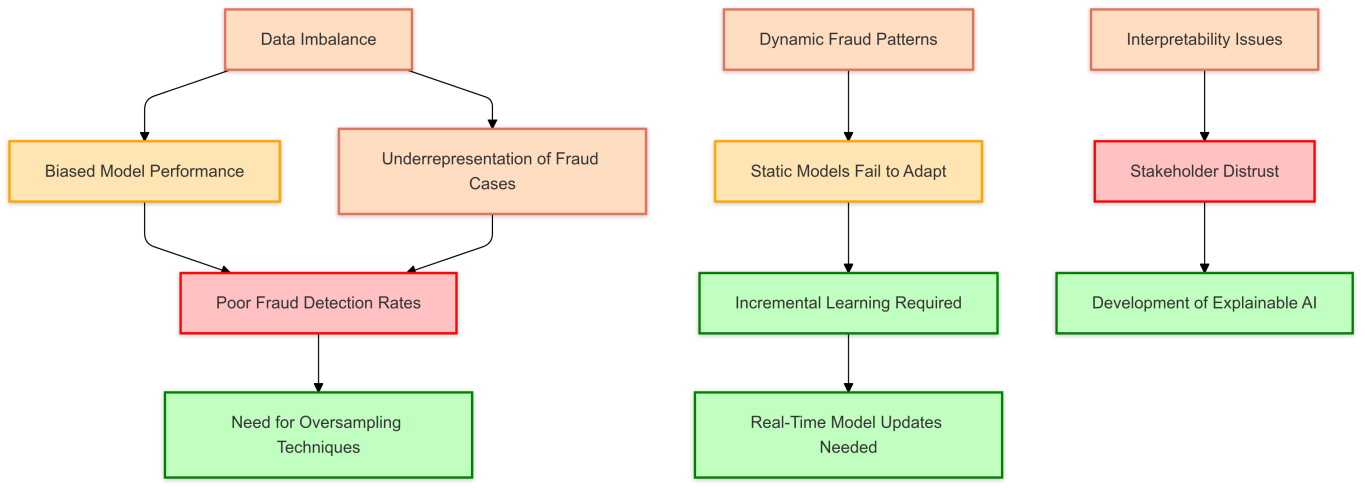 Data Imbalance
Dynamic Fraud Patterns
Interpretability Issues
Biased Model Performance
Underrepresentation of Fraud
Cases
Static Models Fail to Adapt
Stakeholder Distrust
Poor Fraud Detection Rates
Incremental Learning Required
Development of Explainable AI
Need for Oversampling
Techniques
Real-Time Model Updates
Needed